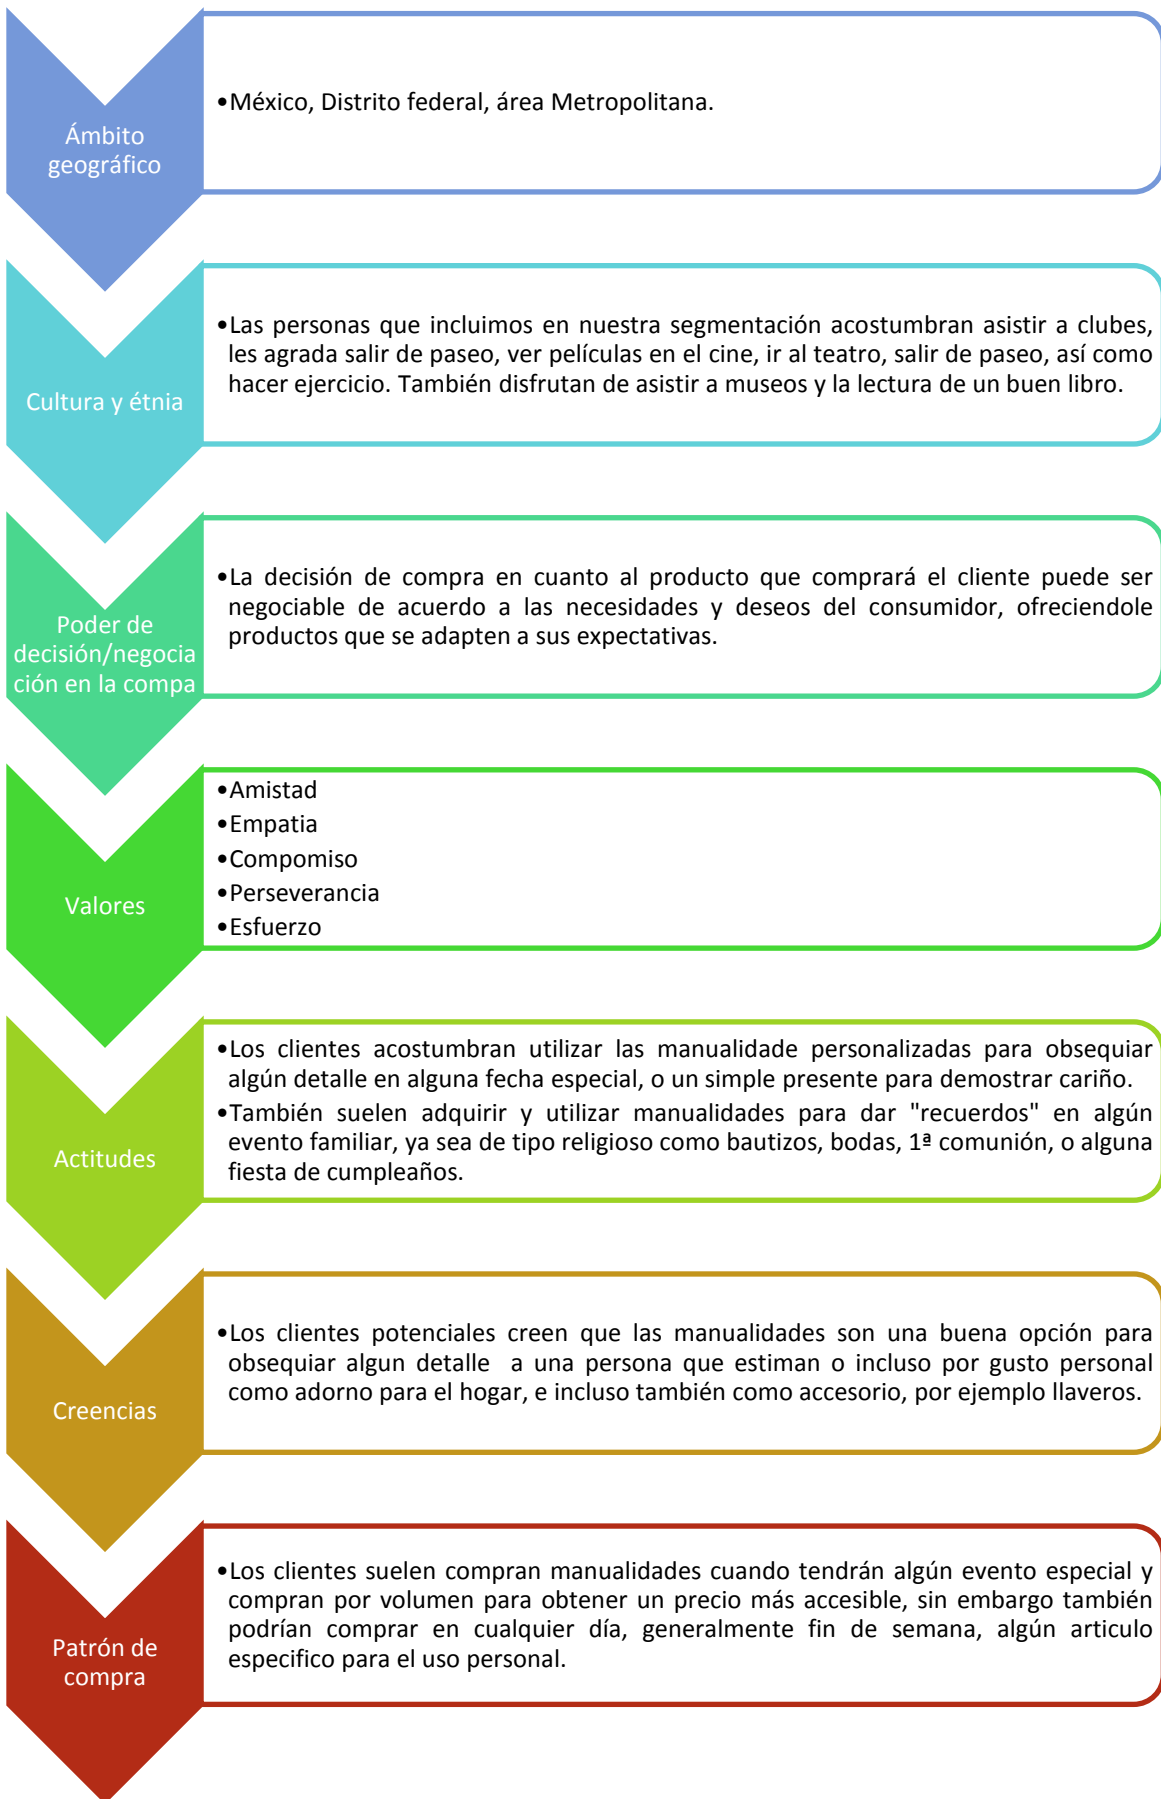 Ámbito
geográfico
•México, Distrito federal, área Metropolitana.
Cultura y étnia
•Las personas que incluimos en nuestra segmentación acostumbran asistir a clubes,
les agrada salir de paseo, ver películas en el cine, ir al teatro, salir de paseo, así como
hacer ejercicio. También disfrutan de asistir a museos y la lectura de un buen libro.
Poder de
decisión/negocia
ción en la compa
•La decisión de compra en cuanto al producto que comprará el cliente puede ser
negociable de acuerdo a las necesidades y deseos del consumidor, ofreciendole
productos que se adapten a sus expectativas.
Valores
•Amistad
•Empatia
•Compomiso
•Perseverancia
•Esfuerzo
Actitudes
•Los clientes acostumbran utilizar las manualidade personalizadas para obsequiar
algún detalle en alguna fecha especial, o un simple presente para demostrar cariño.
•También suelen adquirir y utilizar manualidades para dar "recuerdos" en algún
evento familiar, ya sea de tipo religioso como bautizos, bodas, 1ª comunión, o alguna
fiesta de cumpleaños.
Creencias
•Los clientes potenciales creen que las manualidades son una buena opción para
obsequiar algun detalle a una persona que estiman o incluso por gusto personal
como adorno para el hogar, e incluso también como accesorio, por ejemplo llaveros.
Patrón de
compra
•Los clientes suelen compran manualidades cuando tendrán algún evento especial y
compran por volumen para obtener un precio más accesible, sin embargo también
podrían comprar en cualquier día, generalmente fin de semana, algún articulo
especifico para el uso personal.